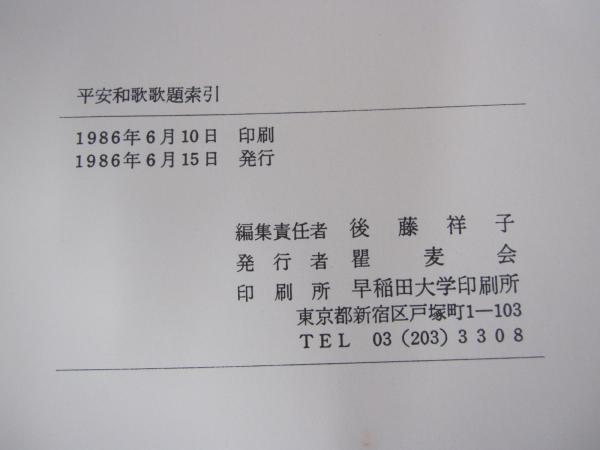 平安和歌歌題索引
1986年6月10日 印刷
1986年6月15日 発行
編集責任者 後藤祥子
発行者 瞿麦会
印刷所 早稲田大学印刷所
東京都新宿区戸塚町1―103
TEL 03(203)3308